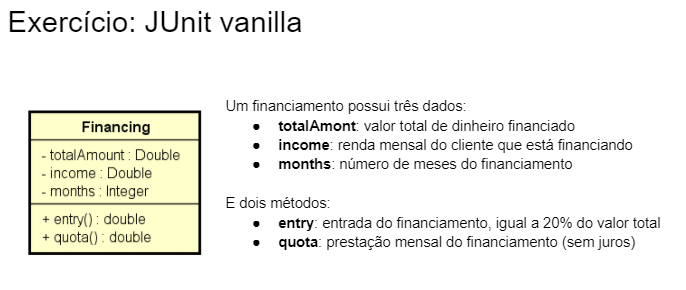 Exercício: JUnit vanilla
Financing
- totalAmount : Double
- income : Double
- months : Integer
+ entry() : double
+ quota() : double
Um financiamento possui três dados:
● totalAmont: valor total de dinheiro financiado
● income: renda mensal do cliente que está financiando
● months: número de meses do financiamento
E dois métodos:
● entry: entrada do financiamento, igual a 20% do valor total
● quota: prestação mensal do financiamento (sem juros)